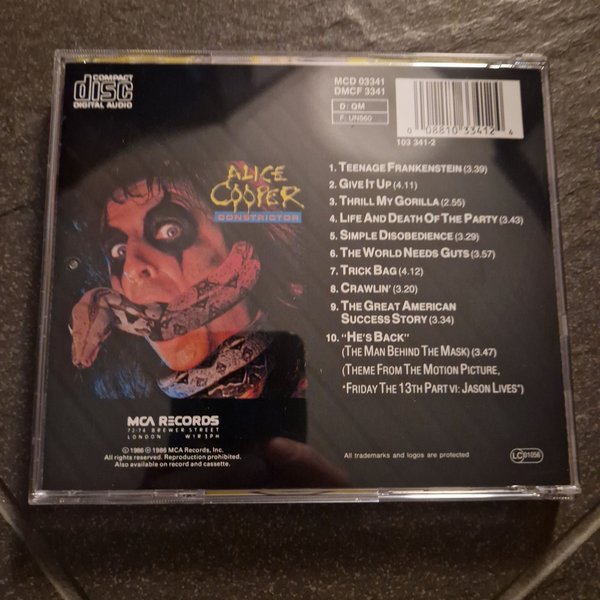 COMPACT
disc
DIGITAL AUDIO
MCD 03341
DMCF 3341
D: QM
F: UN560
0 08810 33412 4
103 341-2
ALICE
COOPER
CONSTRICTOR
1. TEENAGE FRANKENSTEIN (3.39)
2. GIVE IT UP (4.11)
3. THRILL MY GORILLA (2.55)
4. LIFE AND DEATH OF THE PARTY (3.43)
5. SIMPLE DISOBEDIENCE (3.29)
6. THE WORLD NEEDS GUTS (3.57)
7. TRICK BAG (4.12)
8. CRAWLIN' (3.20)
9. THE GREAT AMERICAN
SUCCESS STORY (3.34)
10. "HE'S BACK"
(THE MAN BEHIND THE MASK) (3.47)
(THEME FROM THE MOTION PICTURE,
"FRIDAY THE 13TH PART VI: JASON LIVES")
MCA RECORDS
72-74 BREWER STREET
LONDON W1R 3PH
© 1986 ℗ 1986 MCA Records, Inc.
All rights reserved. Reproduction prohibited.
Also available on record and cassette.
All trademarks and logos are protected
LC 01056